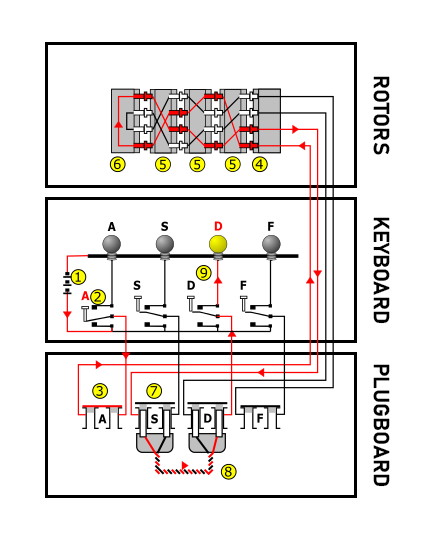 ROTORS
6 5 5 5 4
KEYBOARD
A S D F
9
1
A 2 S D F
PLUGBOARD
3 7
A S D F
8